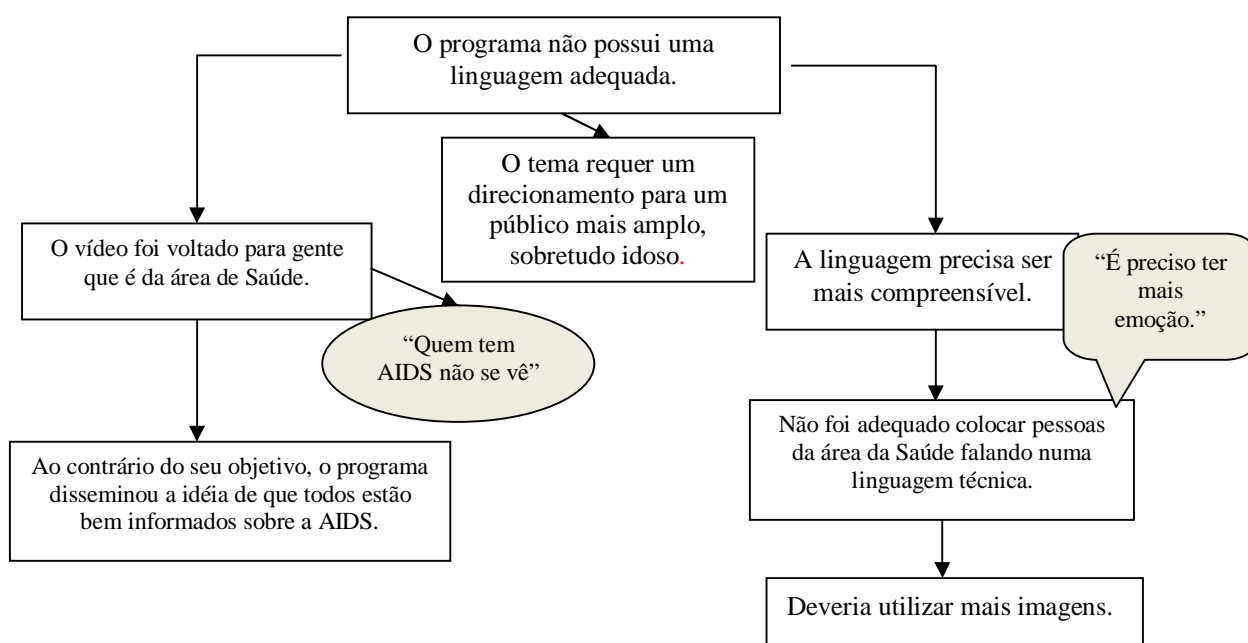 O programa não possui uma
linguagem adequada.
O tema requer um
direcionamento para um
público mais amplo,
sobretudo idoso.
O vídeo foi voltado para gente
que é da área de Saúde.
A linguagem precisa ser
mais compreensível.
“É preciso ter
mais
emoção.”
“Quem tem
AIDS não se vê”
Não foi adequado colocar pessoas
da área da Saúde falando numa
linguagem técnica.
Ao contrário do seu objetivo, o programa
disseminou a idéia de que todos estão
bem informados sobre a AIDS.
Deveria utilizar mais imagens.